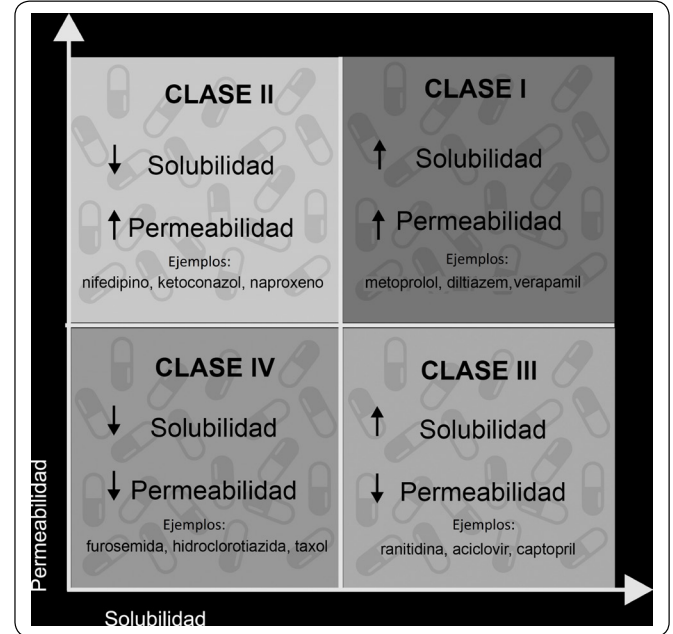 CLASE II
Solubilidad
Permeabilidad
Ejemplos:
nifedipino, ketoconazol, naproxeno
CLASE I
Solubilidad
Permeabilidad
Ejemplos:
metoprolol, diltiazem, verapamil
CLASE IV
Solubilidad
Permeabilidad
Ejemplos:
furosemida, hidroclorotiazida, taxol
CLASE III
Solubilidad
Permeabilidad
Ejemplos:
ranitidina, aciclovir, captopril
Permeabilidad
Solubilidad